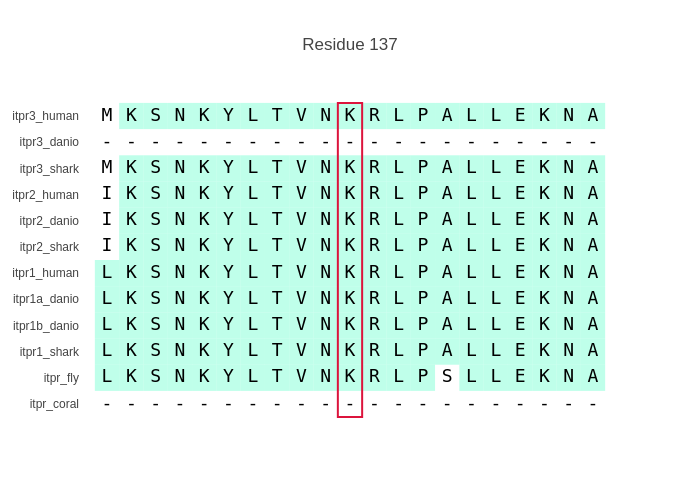 Residue 137
itpr3_human M K S N K Y L T V N K R L P A L L E K N A
itpr3_danio - - - - - - - - - - - - - - - - - - - - -
itpr3_shark M K S N K Y L T V N K R L P A L L E K N A
itpr2_human I K S N K Y L T V N K R L P A L L E K N A
itpr2_danio I K S N K Y L T V N K R L P A L L E K N A
itpr2_shark I K S N K Y L T V N K R L P A L L E K N A
itpr1_human L K S N K Y L T V N K R L P A L L E K N A
itpr1a_danio L K S N K Y L T V N K R L P A L L E K N A
itpr1b_danio L K S N K Y L T V N K R L P A L L E K N A
itpr1_shark L K S N K Y L T V N K R L P A L L E K N A
itpr_fly L K S N K Y L T V N K R L P S L L E K N A
itpr_coral - - - - - - - - - - - - - - - - - - - - -